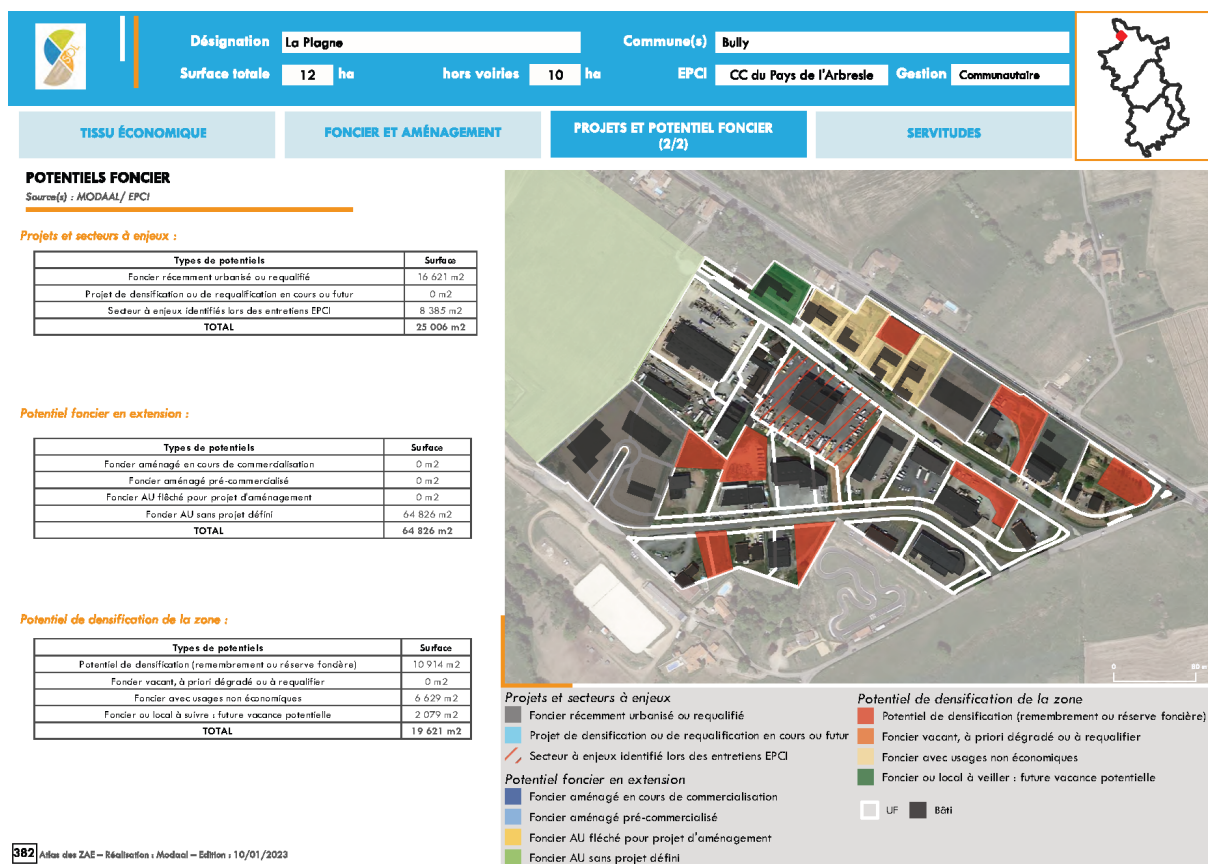 Désignation La Plagne Commune(s) Bully
Surface totale 12 ha hors voiries 10 ha EPCI CC du Pays de l'Arbresle Gestion Communautaire
TISSU ÉCONOMIQUE
FONCIER ET AMÉNAGEMENT
PROJETS ET POTENTIEL FONCIER
(2/2)
SERVITUDES
POTENTIELS FONCIER
Source(s) : MODAAL/ EPCI
Projets et secteurs à enjeux :
Types de potentiels Surface
Foncier récemment urbanisé ou requalifié 16 621 m2
Projet de densification ou de requalification en cours ou futur 0 m2
Secteur à enjeux identifiés lors des entretiens EPCI 8 385 m2
TOTAL 25 006 m2
Potentiel foncier en extension :
Types de potentiels Surface
Foncier aménagé en cours de commercialisation 0 m2
Foncier aménagé pré-commercialisé 0 m2
Foncier AU flêché pour projet d'aménagement 0 m2
Fonder AU sans projet défini 64 826 m2
TOTAL 64 826 m2
Potentiel de densification de la zone :
Types de potentiels Surface
Potentiel de densification (remembrement ou réserve foncière) 10 914 m2
Foncier vacant, à priori dégradé ou à requalifier 0 m2
Foncier avec usages non économiques 6 629 m2
Foncier ou local à suivre : future vacance potentielle 2 079 m2
TOTAL 19 621 m2
0 80 m
Projets et secteurs à enjeux
Foncier récemment urbanisé ou requalifié
Projet de densification ou de requalification en cours ou futur
Secteur à enjeux identifié lors des entretiens EPCI
Potentiel foncier en extension
Foncier aménagé en cours de commercialisation
Foncier aménagé pré-commercialisé
Foncier AU fléché pour projet d'aménagement
Foncier AU sans projet défini
Potentiel de densification de la zone
Potentiel de densification (remembrement ou réserve foncière)
Foncier vacant, à priori dégradé ou à requalifier
Foncier avec usages non économiques
Foncier ou local à veiller : future vacance potentielle
UF Bâti
382 Atlas des ZAE – Réalisation : Modaal – Edition : 10/01/2023